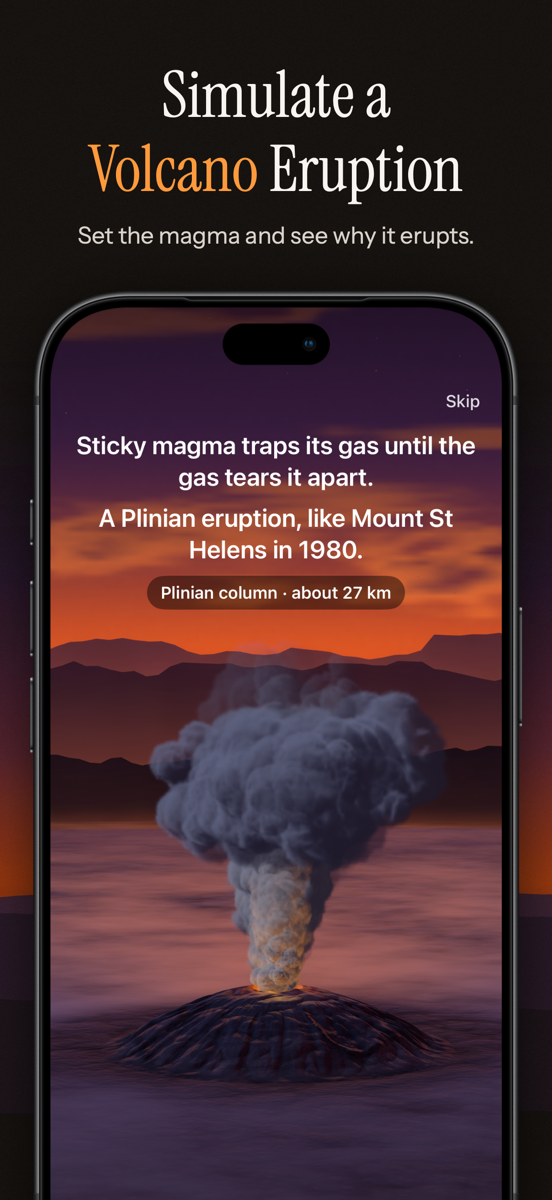 Simulate a
Volcano Eruption
Set the magma and see why it erupts.
Skip
Sticky magma traps its gas until the
gas tears it apart.
A Plinian eruption, like Mount St
Helens in 1980.
Plinian column · about 27 km